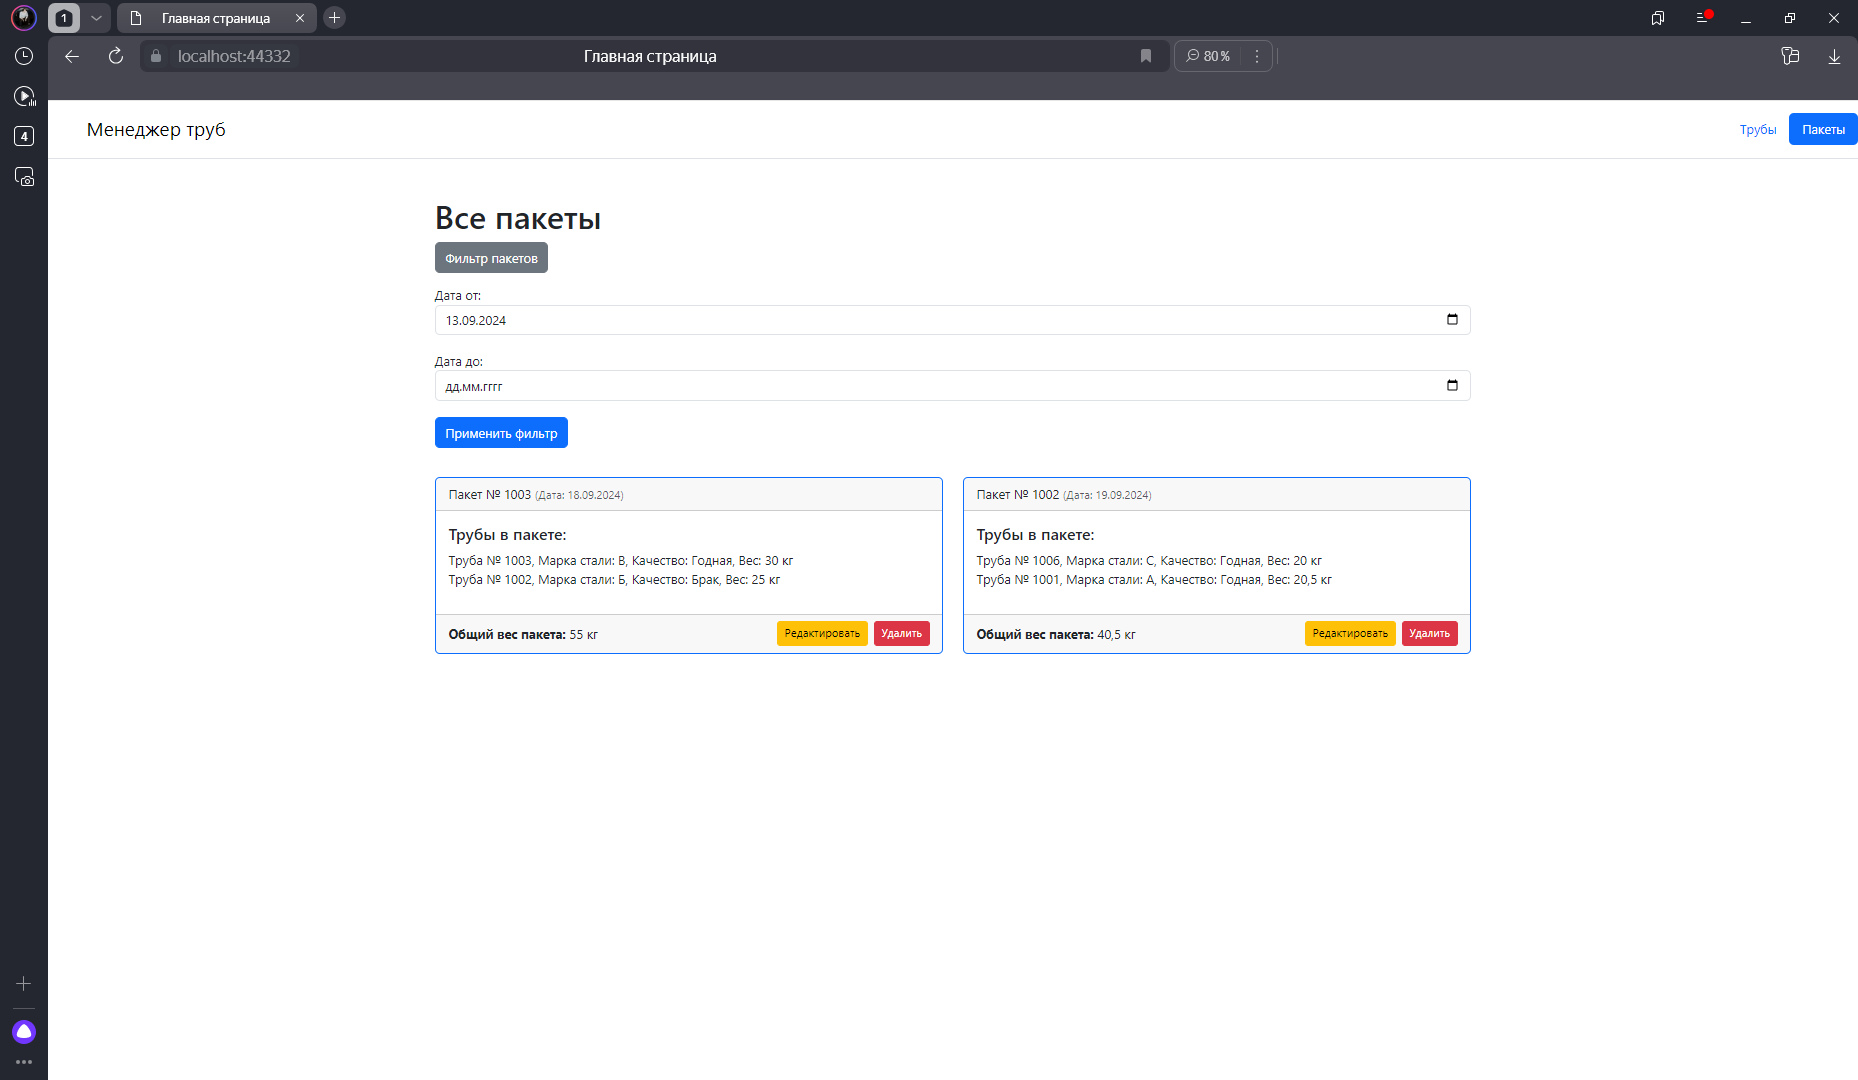 1
Главная страница
localhost:44332
Главная страница
80%
4
Менеджер труб
Трубы
Пакеты
Все пакеты
Фильтр пакетов
Дата от:
13.09.2024
Дата до:
дд.мм.гггг
Применить фильтр
Пакет № 1003 (Дата: 18.09.2024)
Трубы в пакете:
Труба № 1003, Марка стали: В, Качество: Годная, Вес: 30 кг
Труба № 1002, Марка стали: Б, Качество: Брак, Вес: 25 кг
Общий вес пакета: 55 кг
Редактировать
Удалить
Пакет № 1002 (Дата: 19.09.2024)
Трубы в пакете:
Труба № 1006, Марка стали: С, Качество: Годная, Вес: 20 кг
Труба № 1001, Марка стали: А, Качество: Годная, Вес: 20,5 кг
Общий вес пакета: 40,5 кг
Редактировать
Удалить